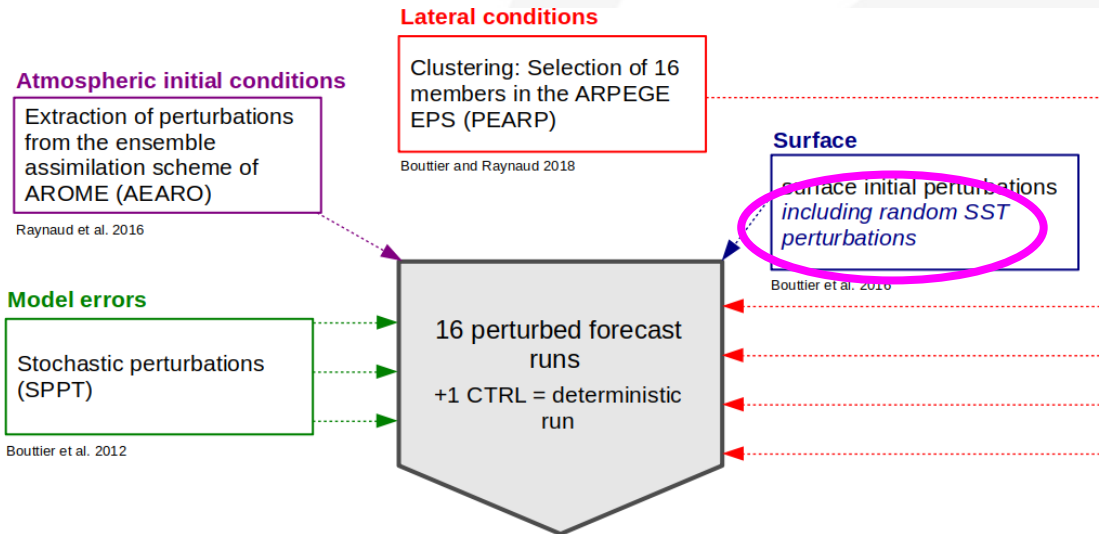 Lateral conditions
Clustering: Selection of 16
members in the ARPEGE
EPS (PEARP)
Bouttier and Raynaud 2018
Atmospheric initial conditions
Extraction of perturbations
from the ensemble
assimilation scheme of
AROME (AEARO)
Raynaud et al. 2016
Surface
surface initial perturbations
including random SST
perturbations
Bouttier et al. 2016
Model errors
Stochastic perturbations
(SPPT)
Bouttier et al. 2012
16 perturbed forecast
runs
+1 CTRL = deterministic
run